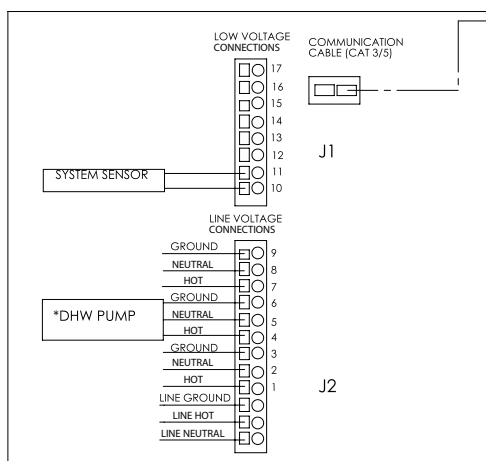 LOW VOLTAGE
CONNECTIONS
COMMUNICATION
CABLE (CAT 3/5)
17
16
15
14
13
12
11
10
J1
SYSTEM SENSOR
LINE VOLTAGE
CONNECTIONS
GROUND 9
NEUTRAL 8
HOT 7
GROUND 6
*DHW PUMP
NEUTRAL 5
HOT 4
GROUND 3
NEUTRAL 2
HOT 1
J2
LINE GROUND
LINE HOT
LINE NEUTRAL